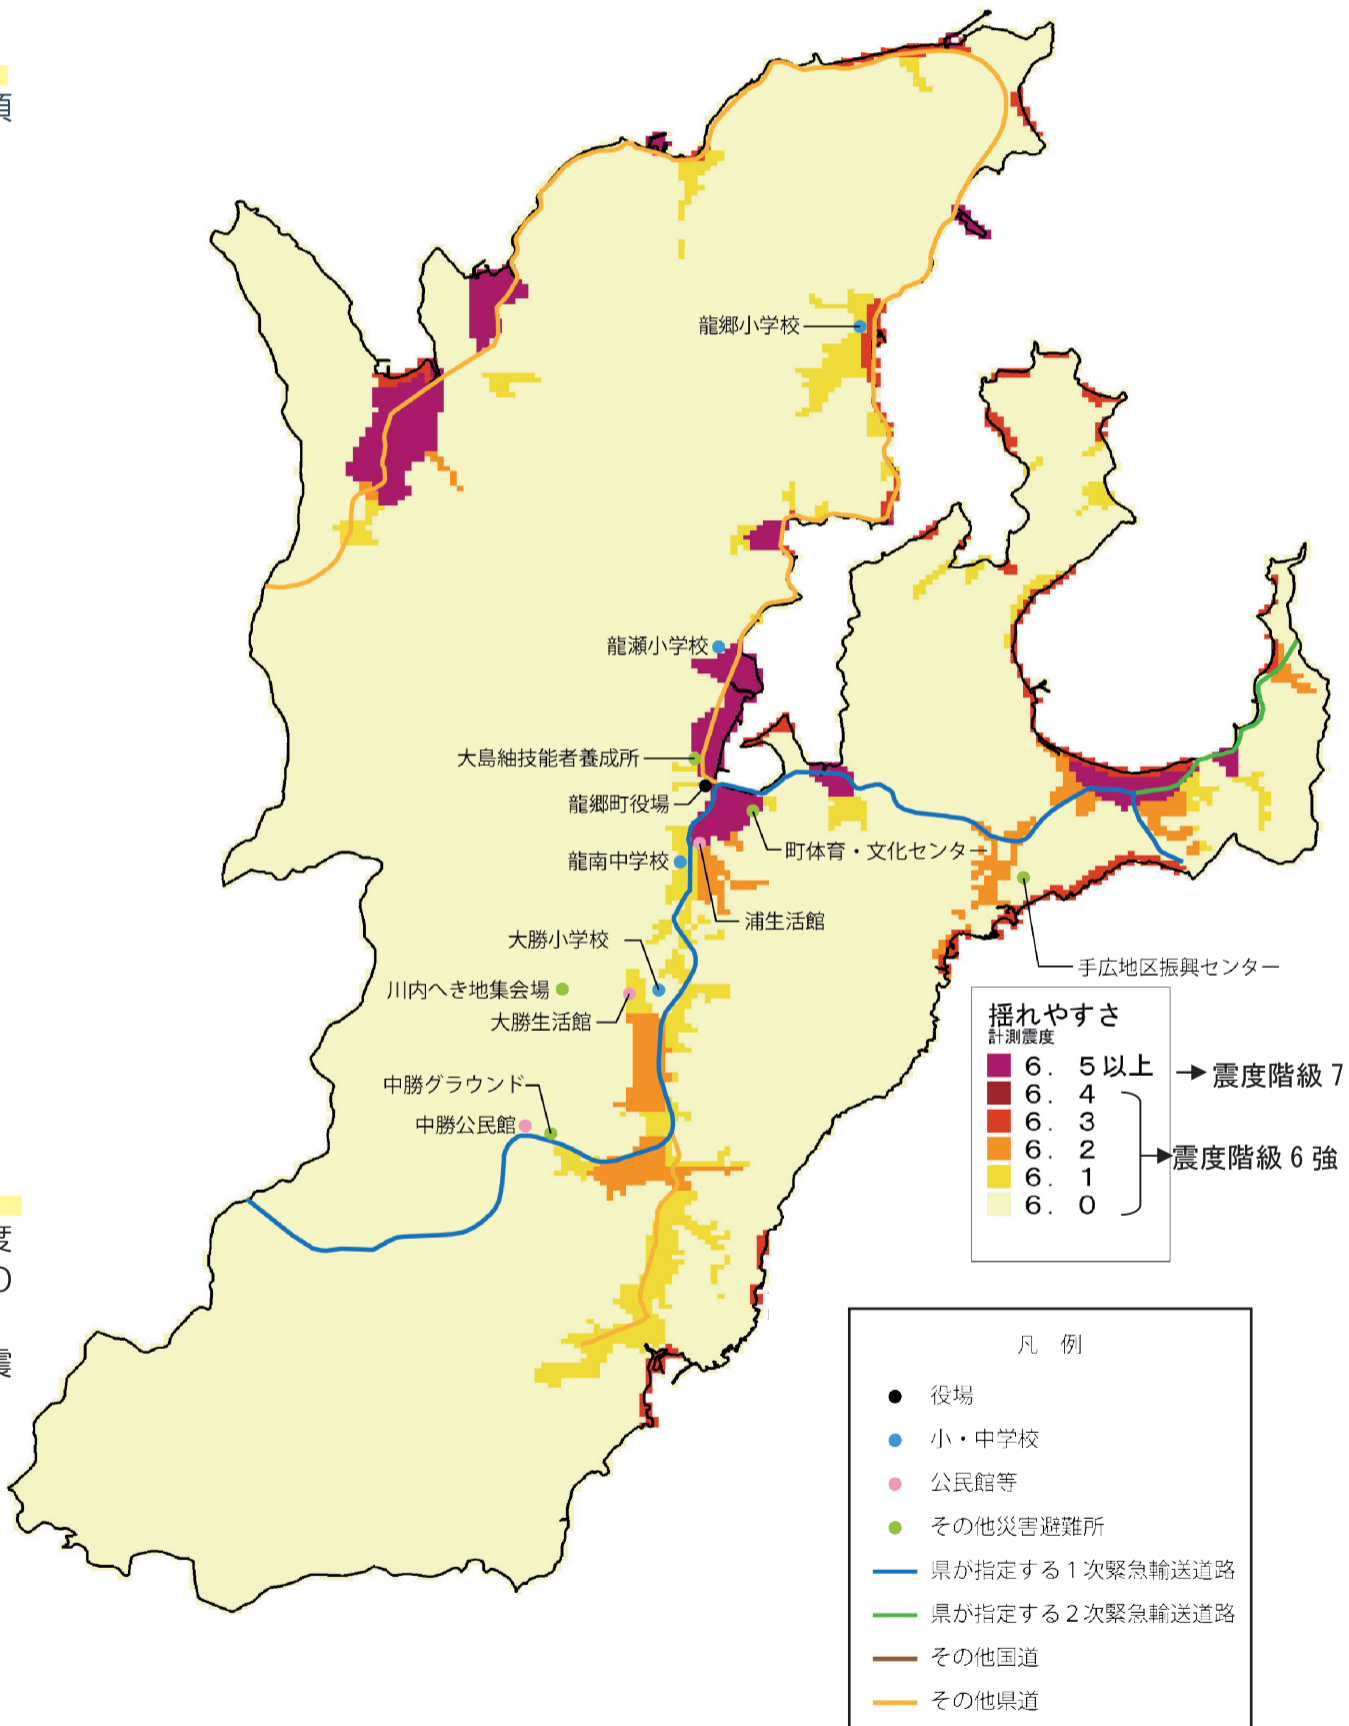 頃
龍郷小学校
龍瀬小学校
大島紬技能者養成所
龍郷町役場
町体育・文化センター
龍南中学校
浦生活館
大勝小学校
手広地区振興センター
川内へき地集会場
大勝生活館
中勝グラウンド
中勝公民館
揺れやすさ
計測震度
6. 5以上
震度階級7
6. 4
6. 3
6. 2
震度階級6強
6. 1
6. 0
度
震
凡 例
役場
小・中学校
公民館等
その他災害避難所
県が指定する1次緊急輸送道路
県が指定する2次緊急輸送道路
その他国道
その他県道